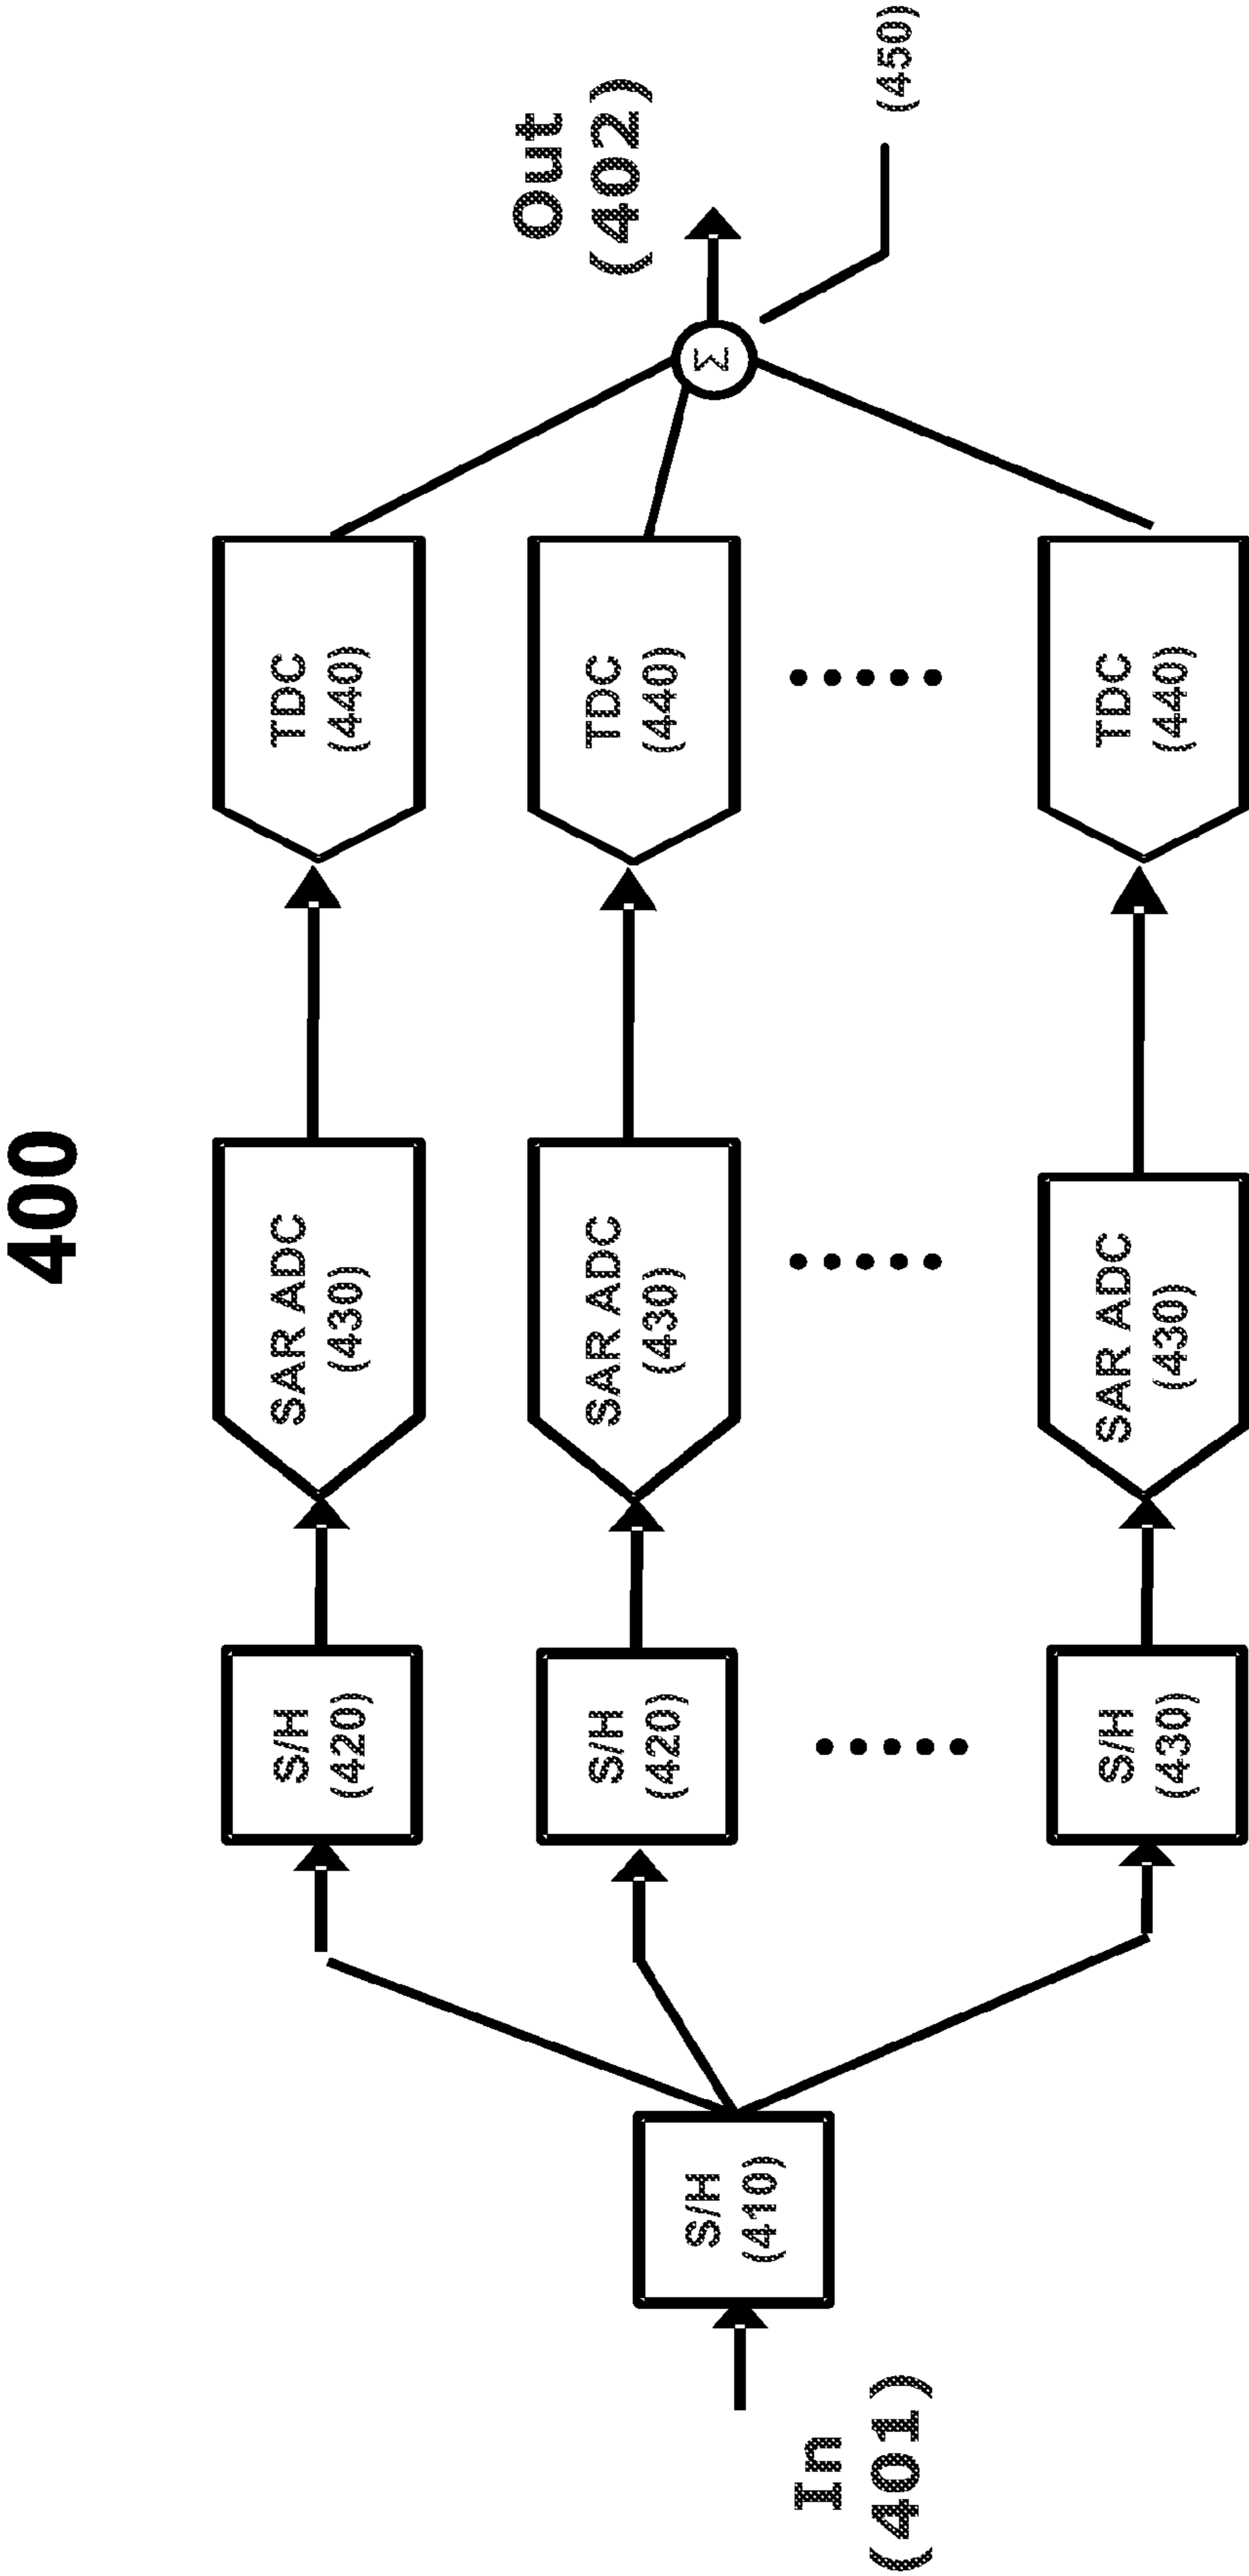 400
In
(401)
S/H
(410)
S/H
(420)
SAR ADC
(430)
TDC
(440)
S/H
(420)
SAR ADC
(430)
TDC
(440)
S/H
(430)
SAR ADC
(430)
TDC
(440)
Σ
Out
(402)
(450)